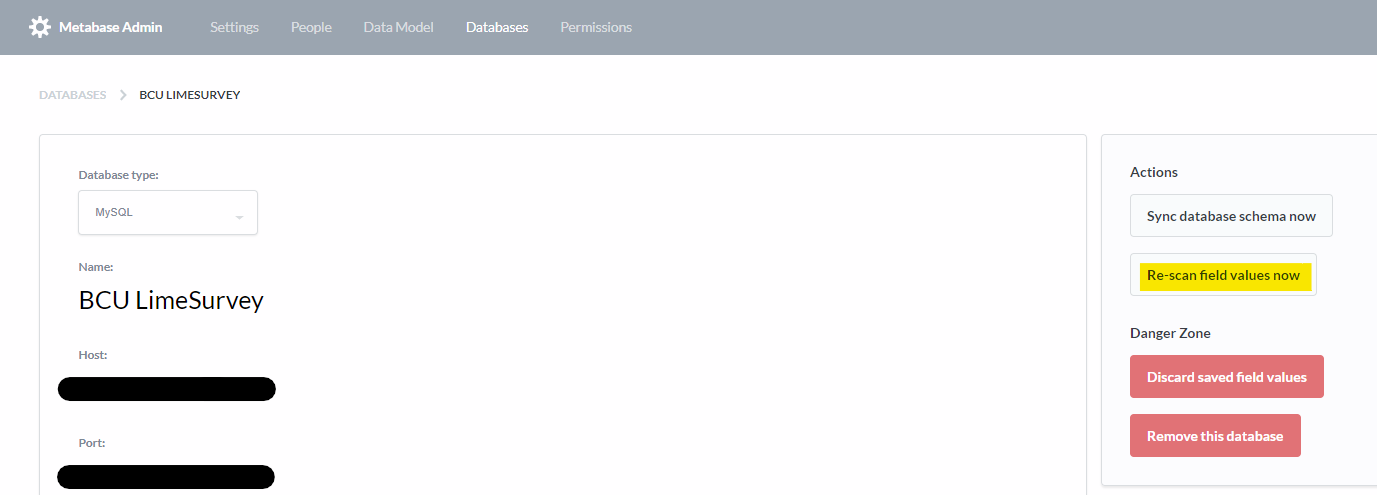 Metabase Admin Settings People Data Model Databases Permissions
DATABASES > BCU LIMESURVEY
Database type:
MySQL
Name:
BCU LimeSurvey
Host:
Port:
Actions
Sync database schema now
Re-scan field values now
Danger Zone
Discard saved field values
Remove this database